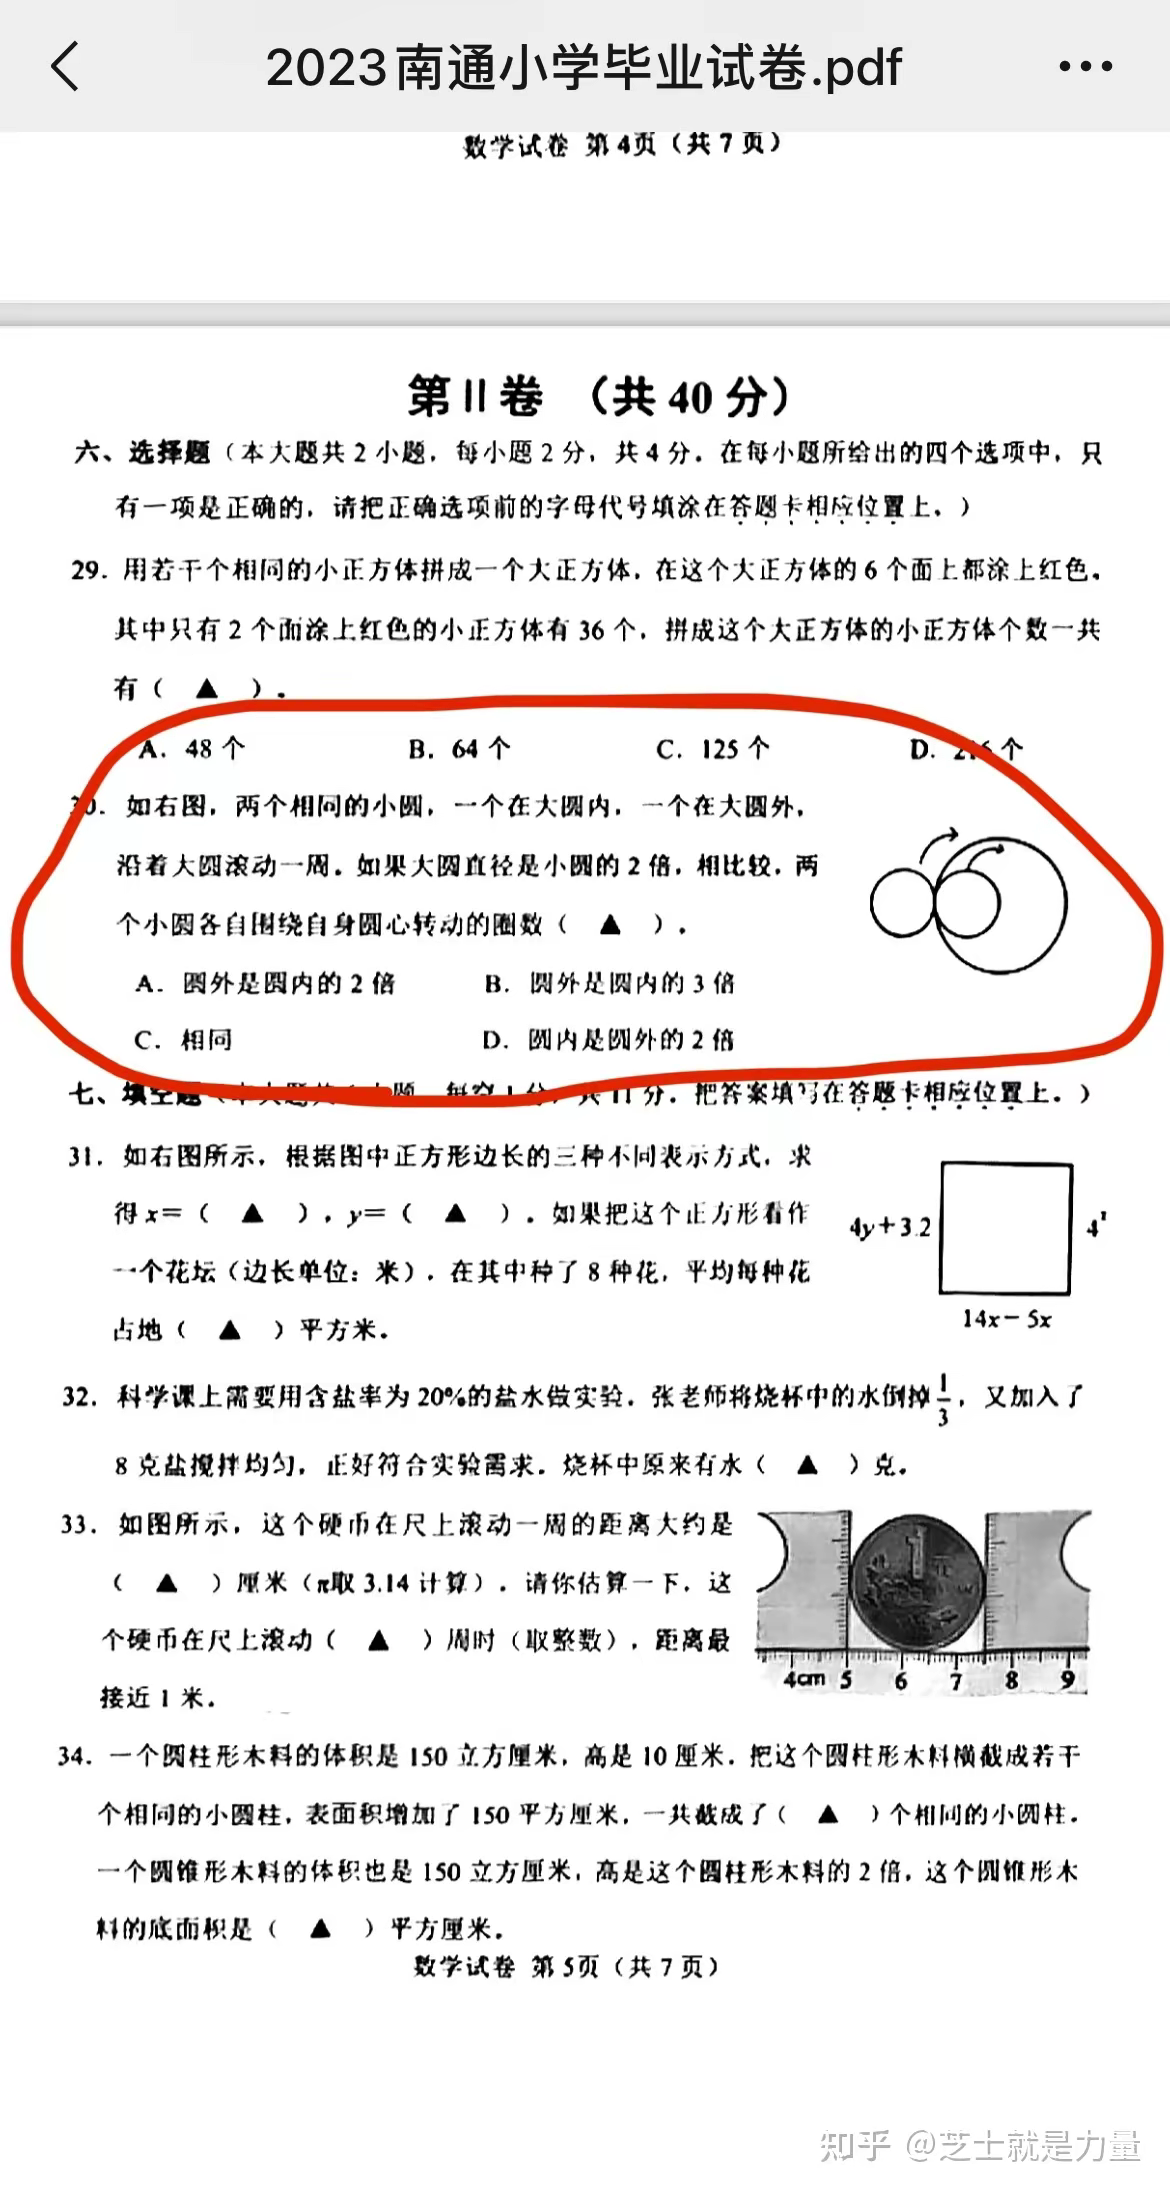 2023南通小学毕业试卷.pdf
数学试卷 第4页（共7页）
第Ⅱ卷 （共40分）
六、选择题（本大题共2小题，每小题2分，共4分。在每小题所给出的四个选项中，只
有一项是正确的，请把正确选项前的字母代号填涂在答题卡相应位置上。）
29．用若干个相同的小正方体拼成一个大正方体，在这个大正方体的6个面上都涂上红色。
其中只有2个面涂上红色的小正方体有36个，拼成这个大正方体的小正方体个数一共
有（ ▲ ）。
A．48个 B．64个 C．125个 D．216个
30．如右图，两个相同的小圆，一个在大圆内，一个在大圆外，
沿着大圆滚动一周。如果大圆直径是小圆的2倍，相比较，两
个小圆各自围绕自身圆心转动的圈数（ ▲ ）。
A．圆外是圆内的2倍 B．圆外是圆内的3倍
C．相同 D．圆内是圆外的2倍
七、填空题（本大题共 题，每空1分，共11分。把答案填写在答题卡相应位置上。）
31．如右图所示，根据图中正方形边长的三种不同表示方式，求
得x＝（ ▲ ），y＝（ ▲ ）。如果把这个正方形看作
一个花坛（边长单位：米），在其中种了8种花，平均每种花
占地（ ▲ ）平方米。
4y＋3.2
14x－5x
32．科学课上需要用含盐率为20%的盐水做实验。张老师将烧杯中的水倒掉1/3，又加入了
8克盐搅拌均匀，正好符合实验需求。烧杯中原来有水（ ▲ ）克。
33．如图所示，这个硬币在尺上滚动一周的距离大约是
（ ▲ ）厘米（π取3.14计算）。请你估算一下，这
个硬币在尺上滚动（ ▲ ）周时（取整数），距离最
接近1米。
1
4cm 5 6 7 8 9
34．一个圆柱形木料的体积是150立方厘米，高是10厘米。把这个圆柱形木料横截成若干
个相同的小圆柱，表面积增加了150平方厘米，一共截成了（ ▲ ）个相同的小圆柱。
一个圆锥形木料的体积也是150立方厘米，高是这个圆柱形木料的2倍，这个圆锥形木
料的底面积是（ ▲ ）平方厘米。
数学试卷 第5页（共7页）
知乎 @芝士就是力量